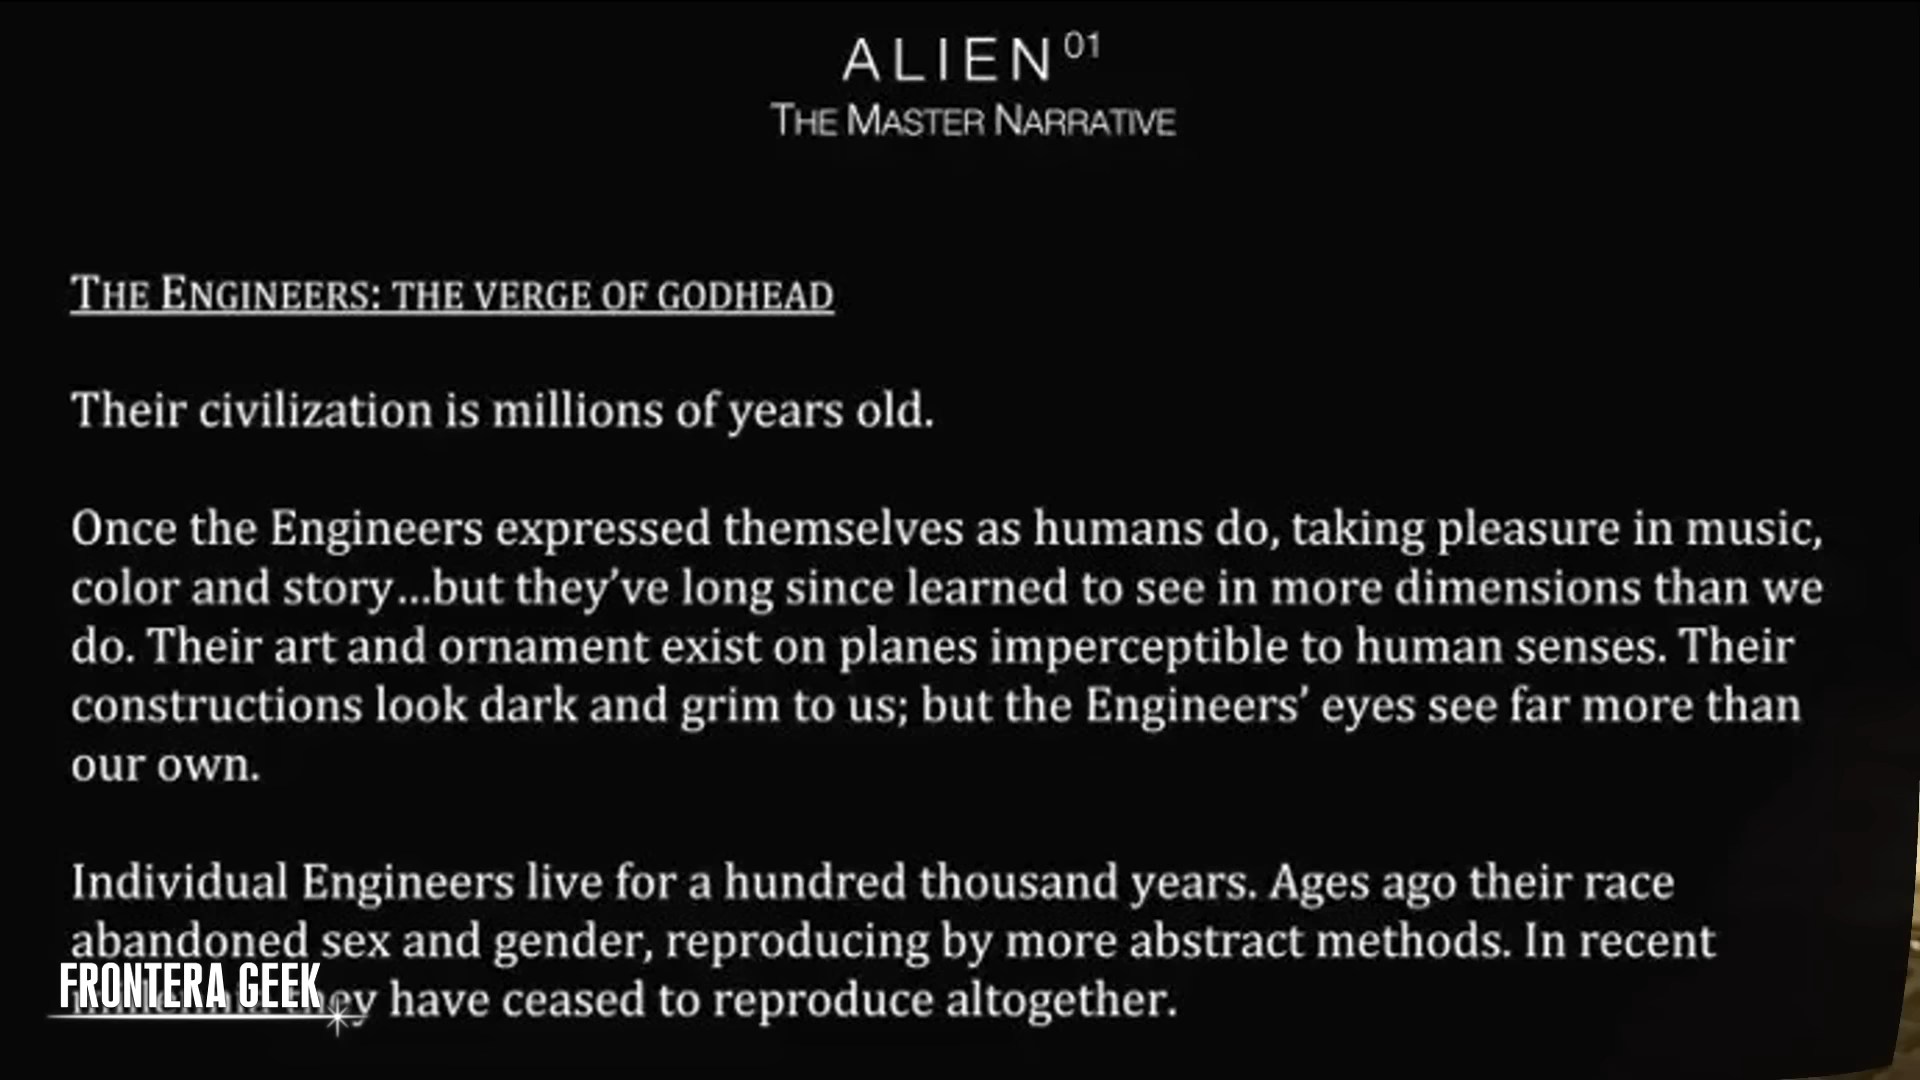 ALIEN 01
THE MASTER NARRATIVE
THE ENGINEERS: THE VERGE OF GODHEAD
Their civilization is millions of years old.
Once the Engineers expressed themselves as humans do, taking pleasure in music,
color and story...but they've long since learned to see in more dimensions than we
do. Their art and ornament exist on planes imperceptible to human senses. Their
constructions look dark and grim to us; but the Engineers' eyes see far more than
our own.
Individual Engineers live for a hundred thousand years. Ages ago their race
abandoned sex and gender, reproducing by more abstract methods. In recent
they have ceased to reproduce altogether.
FRONTERA GEEK